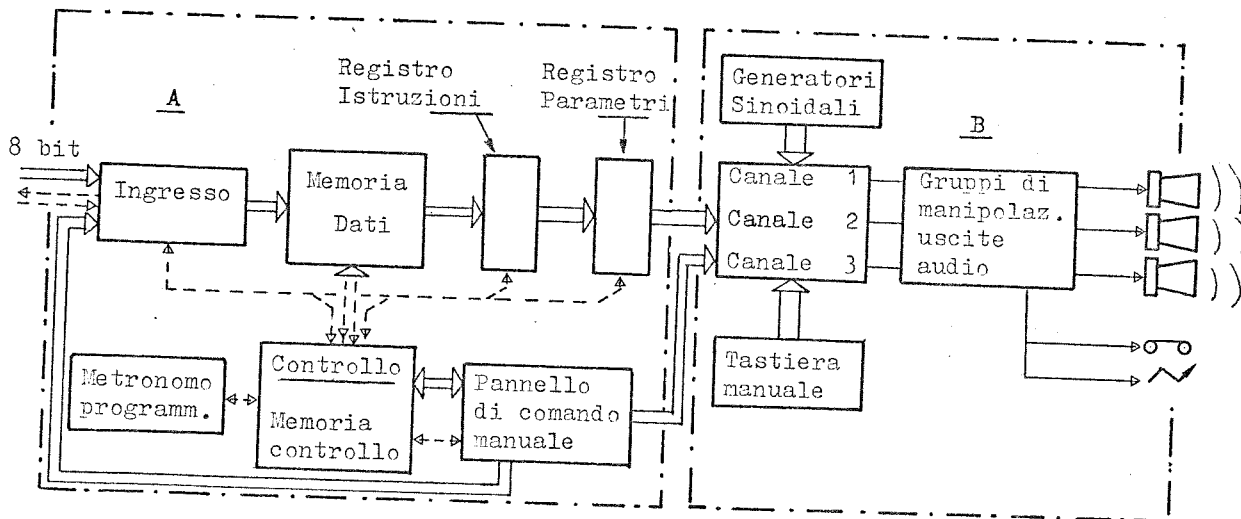 A
8 bit
Ingresso
Memoria
Dati
Registro
Istruzioni
Registro
Parametri
Metronomo
programm.
Controllo
Memoria
controllo
Pannello
di comando
manuale
B
Generatori
Sinoidali
Canale 1
Canale 2
Canale 3
Tastiera
manuale
Gruppi di
manipolaz.
uscite
audio